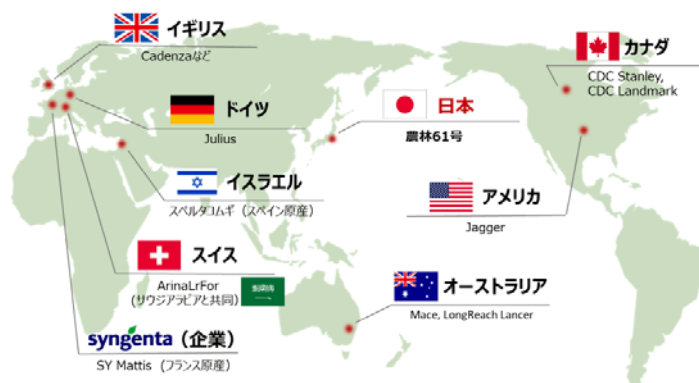 イギリス
Cadenzaなど
ドイツ
Julius
イスラエル
スペルタコムギ（スペイン原産）
スイス
ArinaLrFor
(サウジアラビアと共同)
syngenta（企業）
SY Mattis（フランス原産）
日本
農林61号
カナダ
CDC Stanley,
CDC Landmark
アメリカ
Jagger
オーストラリア
Mace, LongReach Lancer